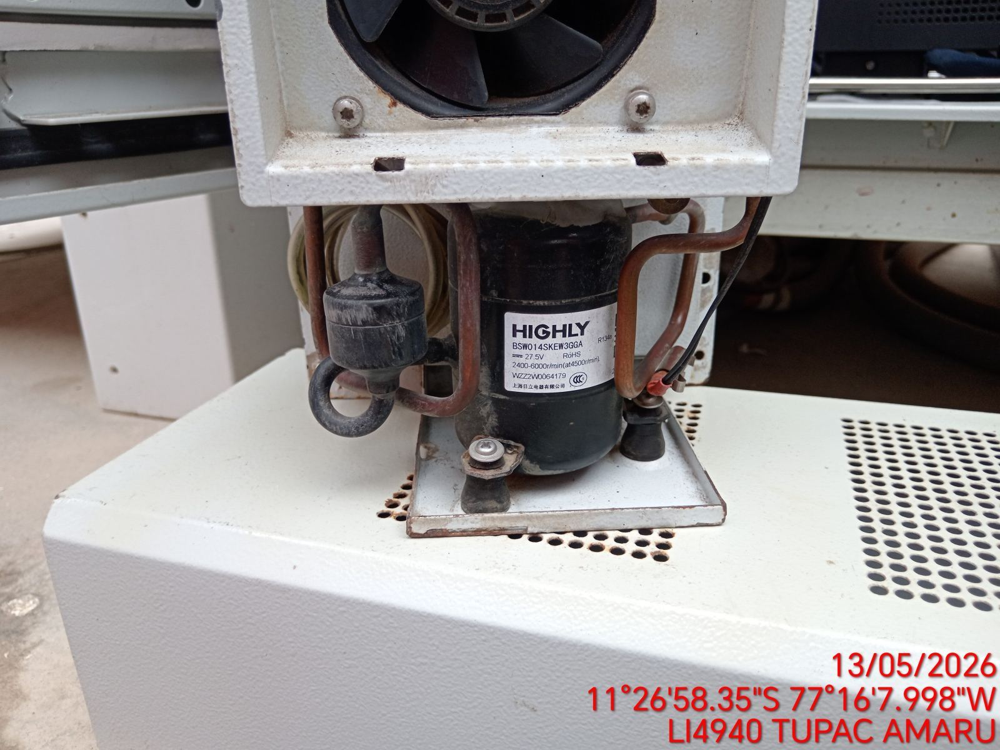 HIGHLY
BSW014SKEW3GGA
R134a
27.5V RoHS
2400-6000r/min(at4500r/min)
WZZ2W0064179
上海日立电器有限公司
13/05/2026
11°26'58.35"S 77°16'7.998"W
LI4940 TUPAC AMARU